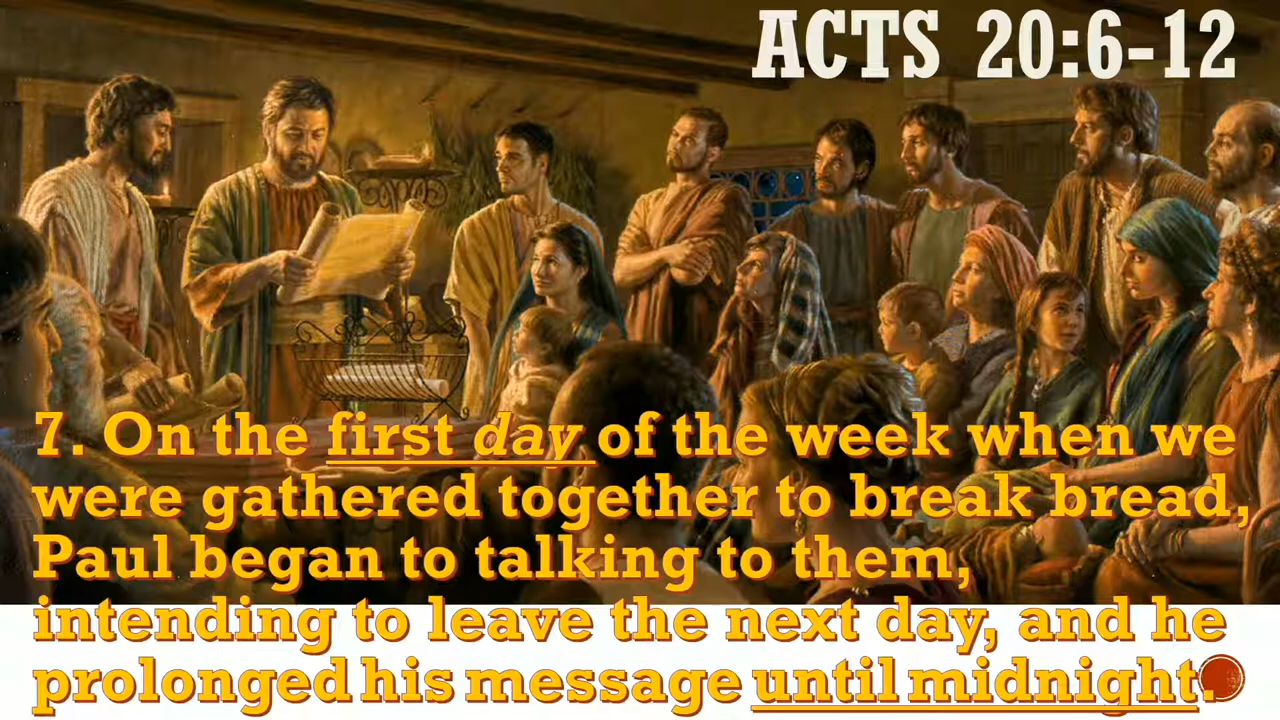 ACTS 20:6-12
7. On the first day of the week when we
were gathered together to break bread,
Paul began to talking to them,
intending to leave the next day, and he
prolonged his message until midnight.